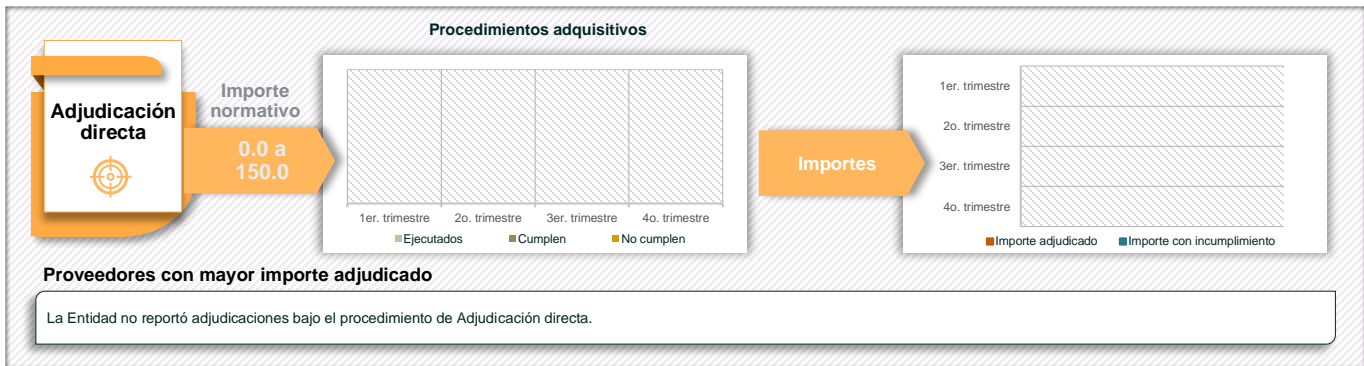 Procedimientos adquisitivos
Adjudicación
directa
Importe
normativo
0.0 a
150.0
1er. trimestre
2o. trimestre
3er. trimestre
4o. trimestre
Ejecutados
Cumplen
No cumplen
Importes
1er. trimestre
2o. trimestre
3er. trimestre
4o. trimestre
Importe adjudicado
Importe con incumplimiento
Proveedores con mayor importe adjudicado
La Entidad no reportó adjudicaciones bajo el procedimiento de Adjudicación directa.